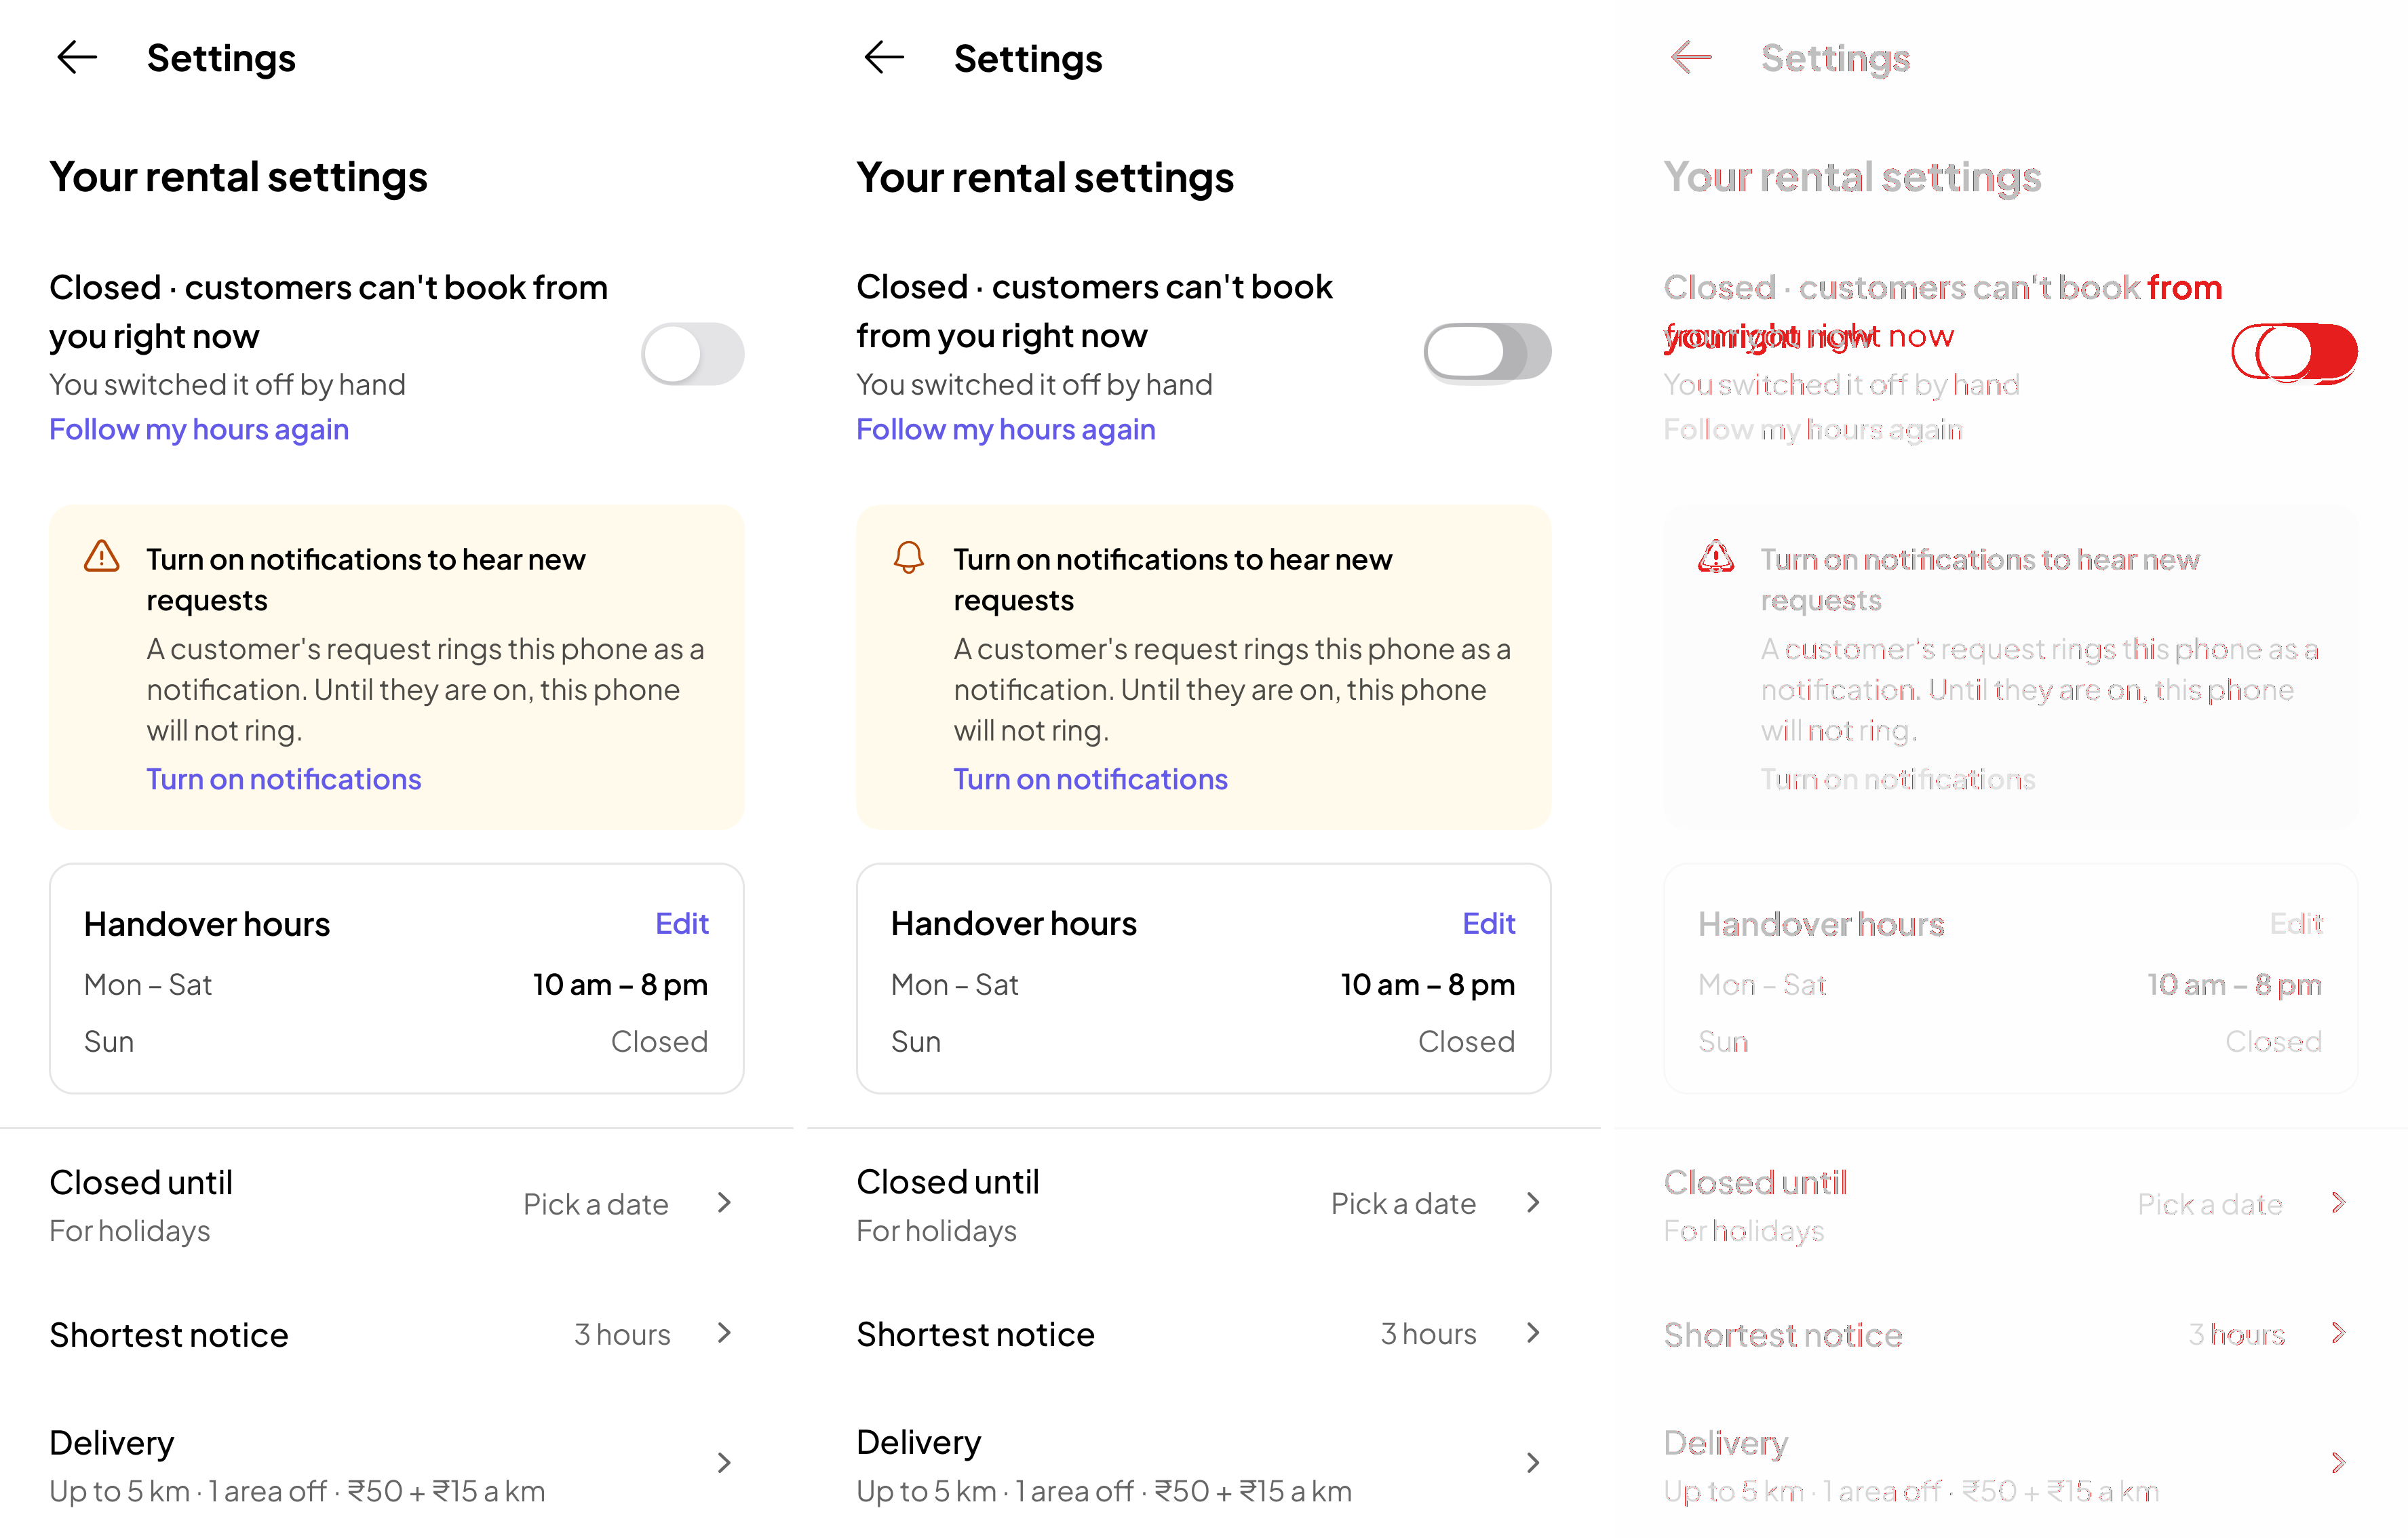 Settings
Your rental settings
Closed · customers can't book from
you right now
You switched it off by hand
Follow my hours again
Turn on notifications to hear new
requests
A customer's request rings this phone as a
notification. Until they are on, this phone
will not ring.
Turn on notifications
Handover hours
Edit
Mon – Sat
10 am – 8 pm
Sun
Closed
Closed until
Pick a date
For holidays
Shortest notice
3 hours
Delivery
Up to 5 km · 1 area off · ₹50 + ₹15 a km
Settings
Your rental settings
Closed · customers can't book
from you right now
You switched it off by hand
Follow my hours again
Turn on notifications to hear new
requests
A customer's request rings this phone as a
notification. Until they are on, this phone
will not ring.
Turn on notifications
Handover hours
Edit
Mon – Sat
10 am – 8 pm
Sun
Closed
Closed until
Pick a date
For holidays
Shortest notice
3 hours
Delivery
Up to 5 km · 1 area off · ₹50 + ₹15 a km
Settings
Your rental settings
Closed · customers can't book from
right now
You switched it off by hand
Follow my hours again
Turn on notifications to hear new
requests
A customer's request rings this phone as a
notification. Until they are on, this phone
will not ring.
Turn on notifications
Handover hours
Edit
Mon – Sat
10 am – 8 pm
Sun
Closed
Closed until
Pick a date
For holidays
Shortest notice
3 hours
Delivery
Up to 5 km · 1 area off · ₹50 + ₹15 a km